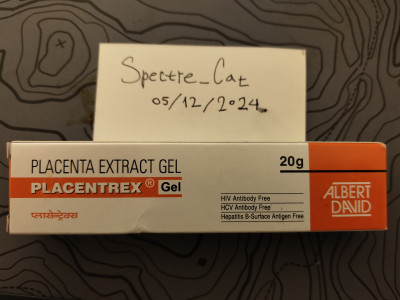 Spectre_Cat
05/12/2024.
PLACENTA EXTRACT GEL
20g
PLACENTREX® Gel
प्लासेन्ट्रेक्स
HIV Antibody Free
HCV Antibody Free
Hepatitis B-Surface Antigen Free
ALBERT
DAVID